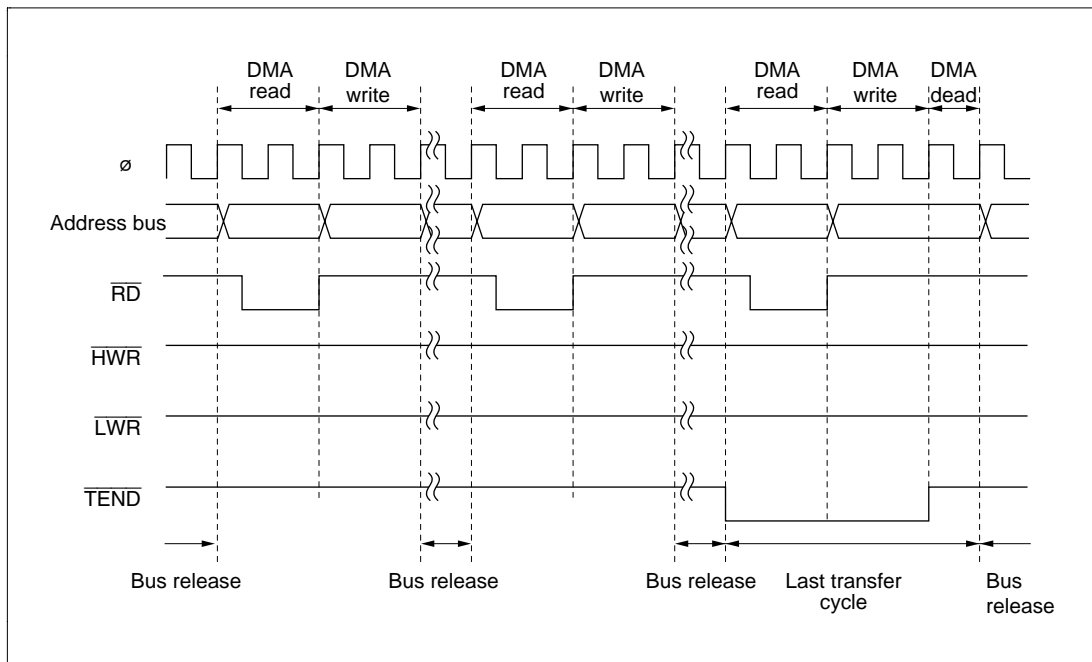 DMA read
DMA write
DMA read
DMA write
DMA read
DMA write
DMA dead
ø
Address bus
RD
HWR
LWR
TEND
Bus release
Bus release
Bus release
Last transfer cycle
Bus release